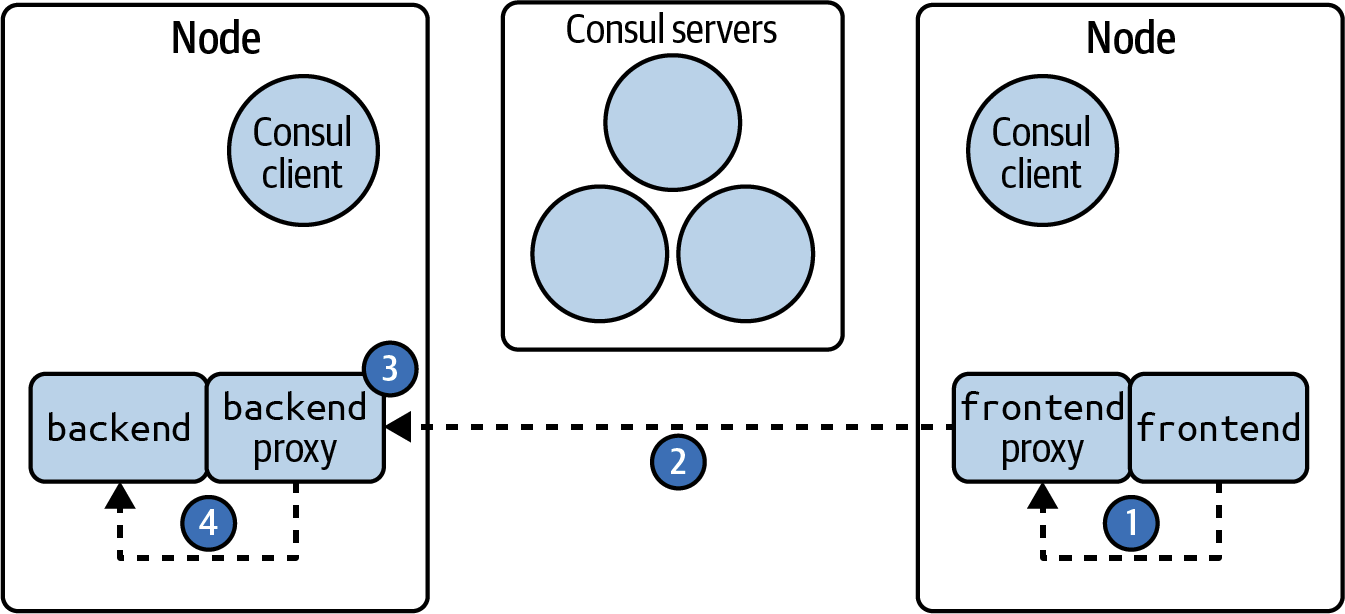 Node
Consul
client
backend
backend
proxy
3
4
Consul servers
2
Node
Consul
client
frontend
proxy
frontend
1